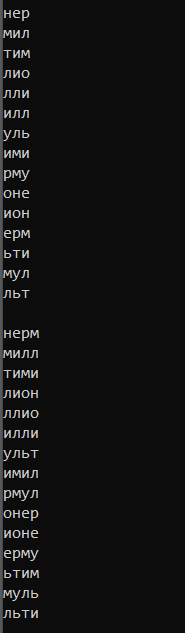 нер
мил
тим
лио
лли
илл
уль
ими
рму
оне
ион
ерм
ьти
мул
льт

нерм
милл
тими
лион
ллио
илли
ульт
имил
рмул
онер
ионе
ерму
ьтим
муль
льти